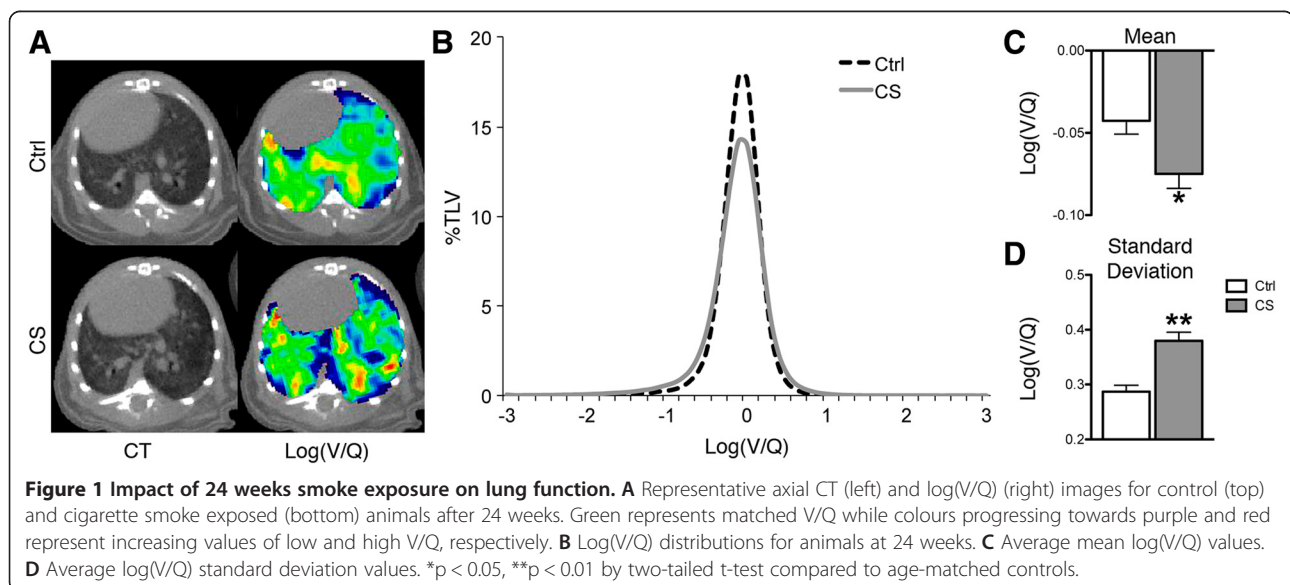 A
Ctrl
CS
CT
Log(V/Q)
B
20
15
10
5
0
%TLV
-3
-2
-1
0
1
2
3
Log(V/Q)
Ctrl
CS
C
Mean
0.00
-0.05
-0.10
Log(V/Q)
*
D
Standard
Deviation
0.5
0.4
0.3
0.2
Log(V/Q)
**
Ctrl
CS
Figure 1 Impact of 24 weeks smoke exposure on lung function. A Representative axial CT (left) and log(V/Q) (right) images for control (top)
and cigarette smoke exposed (bottom) animals after 24 weeks. Green represents matched V/Q while colours progressing towards purple and red
represent increasing values of low and high V/Q, respectively. B Log(V/Q) distributions for animals at 24 weeks. C Average mean log(V/Q) values.
D Average log(V/Q) standard deviation values. *p < 0.05, **p < 0.01 by two-tailed t-test compared to age-matched controls.